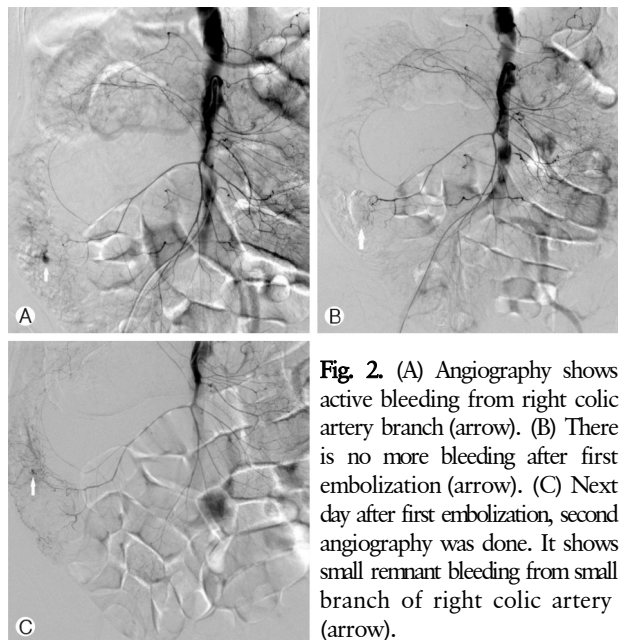 A
B
C
Fig. 2. (A) Angiography shows
active bleeding from right colic
artery branch (arrow). (B) There
is no more bleeding after first
embolization (arrow). (C) Next
day after first embolization, second
angiography was done. It shows
small remnant bleeding from small
branch of right colic artery
(arrow).